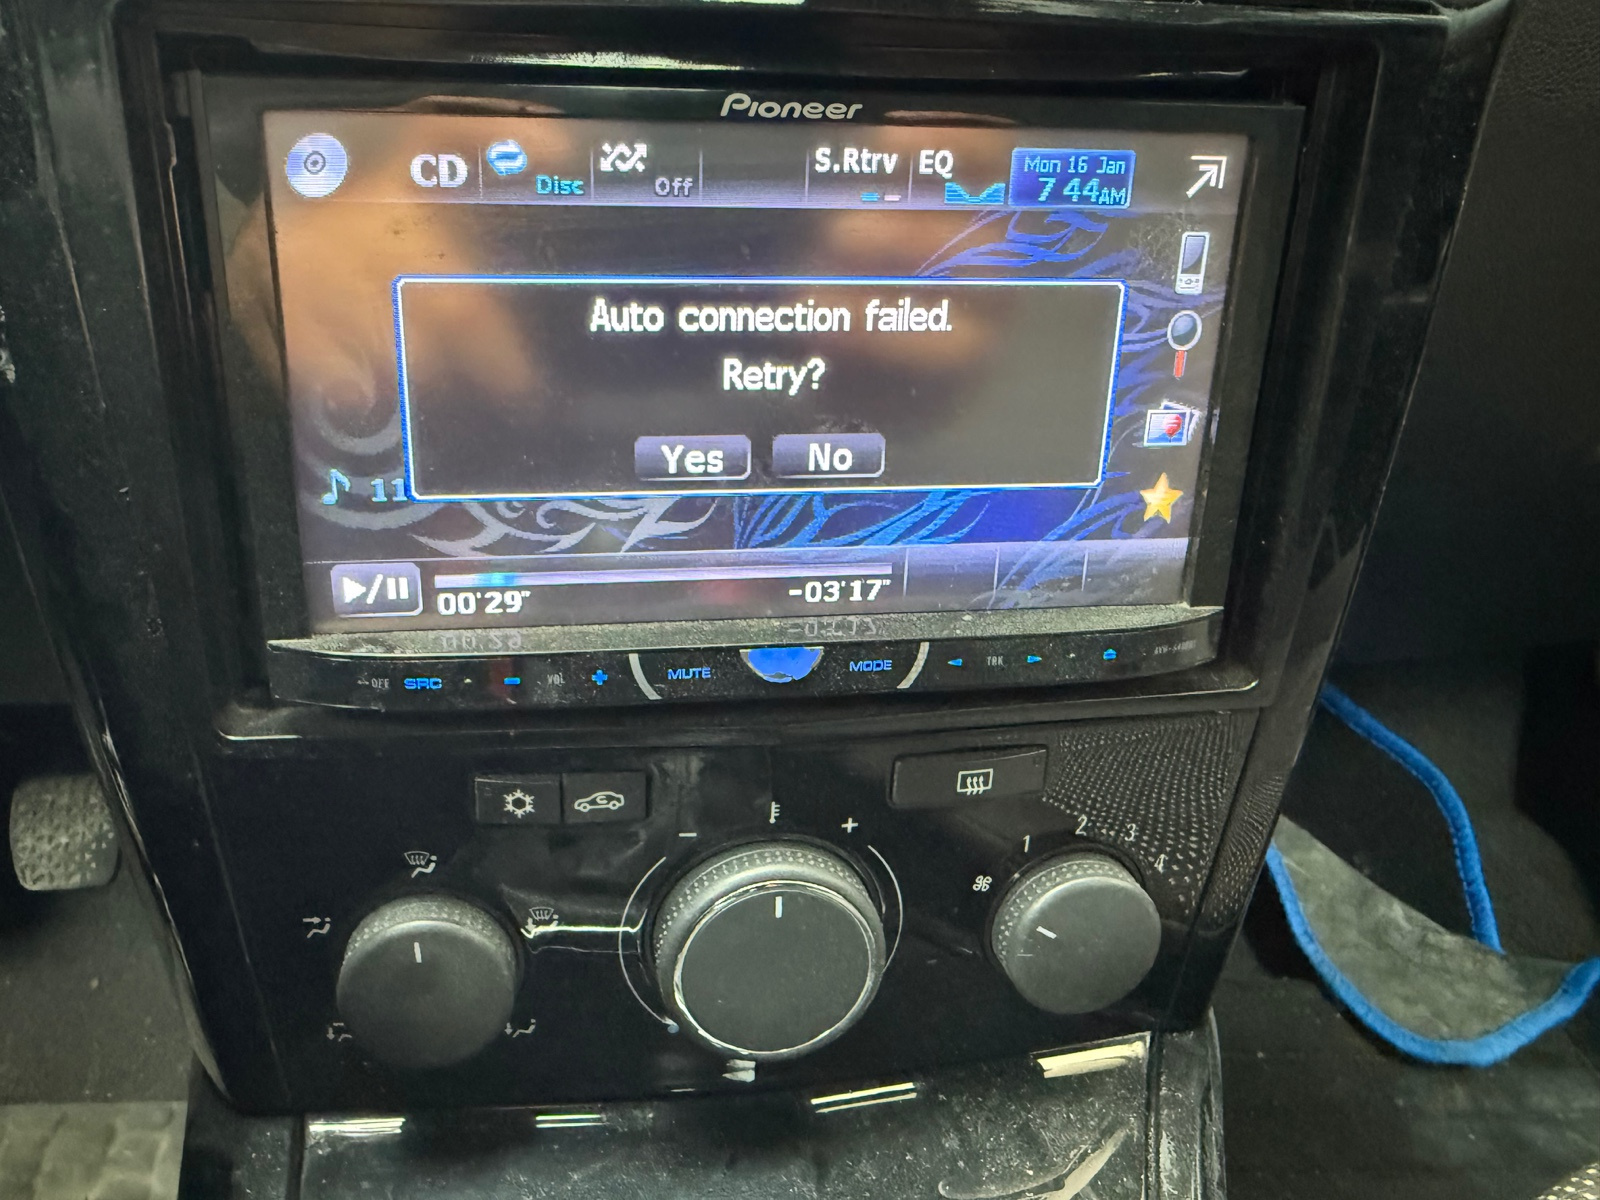 Pioneer
CD
Disc
Off
S.Rtrv
EQ
Mon 16 Jan
7 44AM
Auto connection failed.
Retry?
Yes
No
11
00'29"
-03'17"
OFF
SRC
VOL
MUTE
MODE
TRK
1
2
3
4